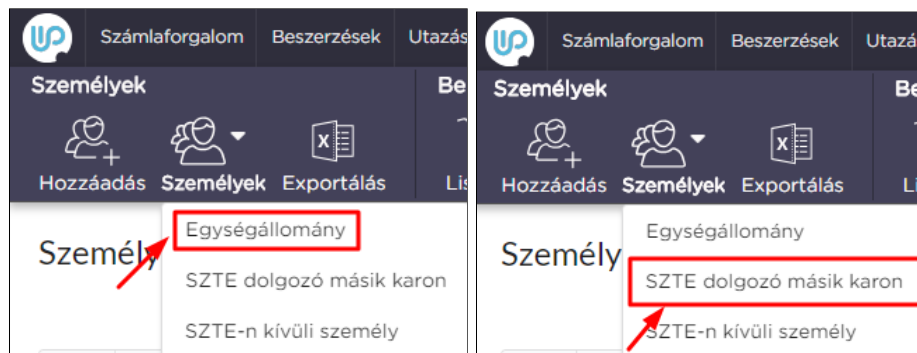 Számlaforgalom Beszerzések Utazás
Személyek Be
Hozzáadás Személyek Exportálás Lis
Személy
Egységállomány
SZTE dolgozó másik karon
SZTE-n kívüli személy
Számlaforgalom Beszerzések Utazá
Személyek Be
Hozzáadás Személyek Exportálás Li
Személy
Egységállomány
SZTE dolgozó másik karon
SZTE-n kívüli személy